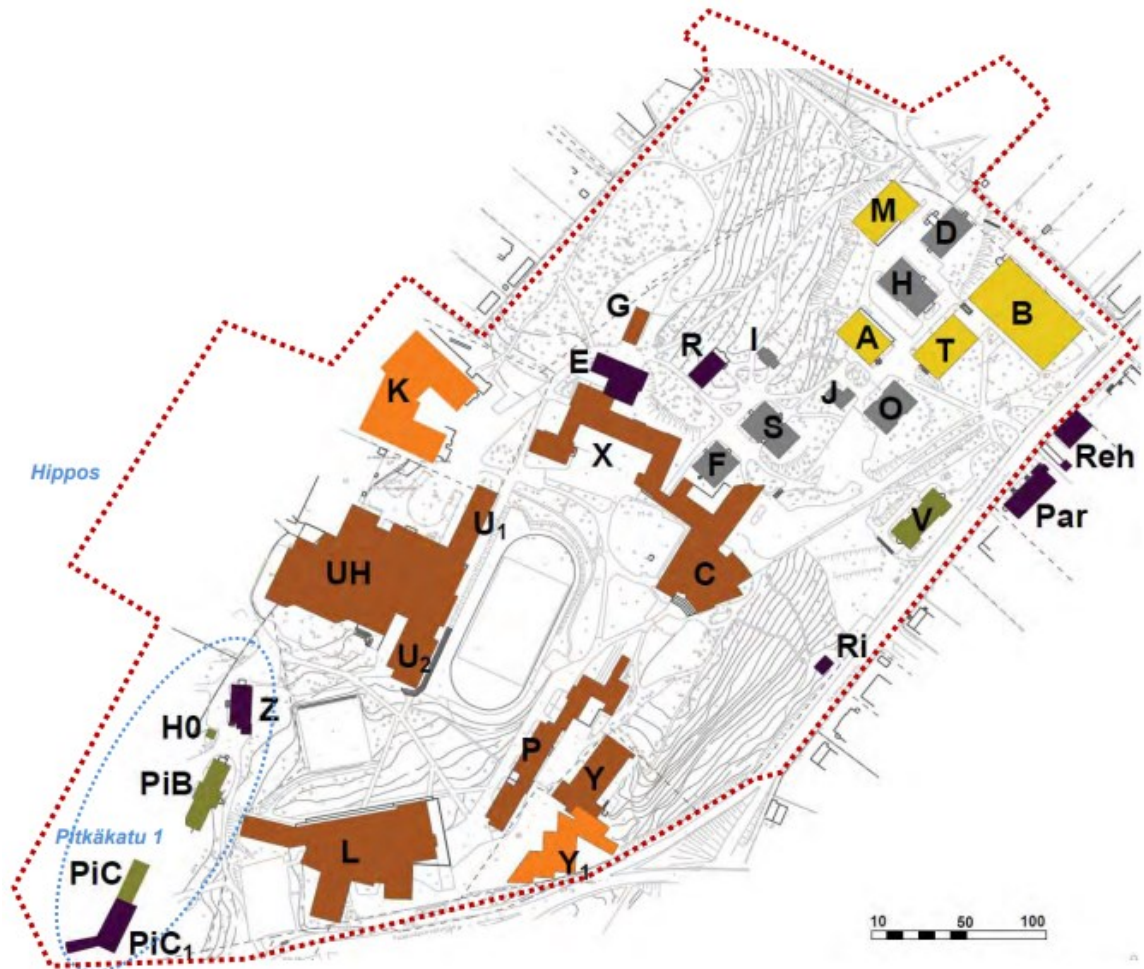 M
D
H
B
G
A
T
E
R
I
K
J
O
S
X
F
Reh
Hippos
Par
U₁
V
UH
C
Ri
U₂
Z
H0
P
PiB
Y
Pitkäkatu 1
L
Y₁
PiC
PiC₁
10 50 100